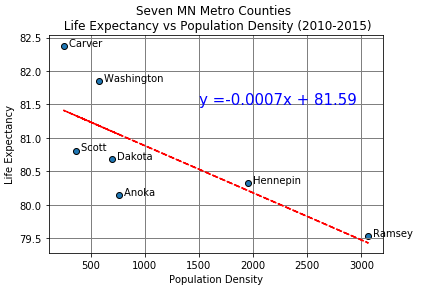 Seven MN Metro Counties
Life Expectancy vs Population Density (2010-2015)
82.5
82.0
81.5
81.0
80.5
80.0
79.5
Life Expectancy
Carver
Washington
y =-0.0007x + 81.59
Scott
Dakota
Anoka
Hennepin
Ramsey
500 1000 1500 2000 2500 3000
Population Density